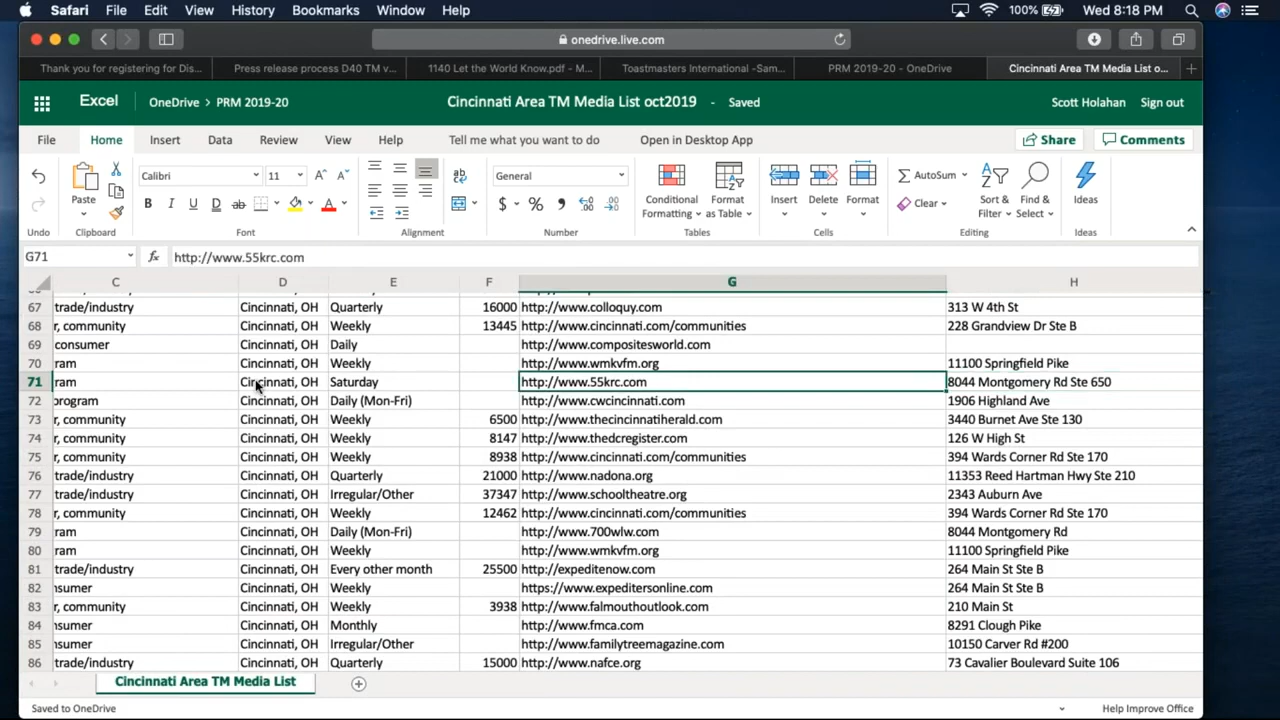 Safari File Edit View History Bookmarks Window Help 100% Wed 8:18 PM
onedrive.live.com
Thank you for registering for Dis... Press release process D40 TM v... 1140 Let the World Know.pdf - M... Toastmasters International -Sam... PRM 2019-20 - OneDrive Cincinnati Area TM Media List o... +
Excel OneDrive > PRM 2019-20 Cincinnati Area TM Media List oct2019 - Saved Scott Holahan Sign out
File Home Insert Data Review View Help Tell me what you want to do Open in Desktop App Share Comments
Calibri 11 General AutoSum
Paste Conditional Formatting Format as Table Insert Delete Format Clear Sort & Filter Find & Select Ideas
Undo Clipboard Font Alignment Number Tables Cells Editing Ideas
G71 fx http://www.55krc.com
C D E F G H
67 trade/industry Cincinnati, OH Quarterly 16000 http://www.colloquy.com 313 W 4th St
68 r, community Cincinnati, OH Weekly 13445 http://www.cincinnati.com/communities 228 Grandview Dr Ste B
69 consumer Cincinnati, OH Daily http://www.compositesworld.com
70 ram Cincinnati, OH Weekly http://www.wmkvfm.org 11100 Springfield Pike
71 ram Cincinnati, OH Saturday http://www.55krc.com 8044 Montgomery Rd Ste 650
72 program Cincinnati, OH Daily (Mon-Fri) http://www.cwcincinnati.com 1906 Highland Ave
73 r, community Cincinnati, OH Weekly 6500 http://www.thecincinnatiherald.com 3440 Burnet Ave Ste 130
74 r, community Cincinnati, OH Weekly 8147 http://www.thedcregister.com 126 W High St
75 r, community Cincinnati, OH Weekly 8938 http://www.cincinnati.com/communities 394 Wards Corner Rd Ste 170
76 trade/industry Cincinnati, OH Quarterly 21000 http://www.nadona.org 11353 Reed Hartman Hwy Ste 210
77 trade/industry Cincinnati, OH Irregular/Other 37347 http://www.schooltheatre.org 2343 Auburn Ave
78 r, community Cincinnati, OH Weekly 12462 http://www.cincinnati.com/communities 394 Wards Corner Rd Ste 170
79 ram Cincinnati, OH Daily (Mon-Fri) http://www.700wlw.com 8044 Montgomery Rd
80 ram Cincinnati, OH Weekly http://www.wmkvfm.org 11100 Springfield Pike
81 trade/industry Cincinnati, OH Every other month 25500 http://expeditenow.com 264 Main St Ste B
82 nsumer Cincinnati, OH Weekly https://www.expeditersonline.com 264 Main St Ste B
83 r, community Cincinnati, OH Weekly 3938 http://www.falmouthoutlook.com 210 Main St
84 nsumer Cincinnati, OH Monthly http://www.fmca.com 8291 Clough Pike
85 nsumer Cincinnati, OH Irregular/Other http://www.familytreemagazine.com 10150 Carver Rd #200
86 trade/industry Cincinnati, OH Quarterly 15000 http://www.nafce.org 73 Cavalier Boulevard Suite 106
Cincinnati Area TM Media List
Saved to OneDrive Help Improve Office